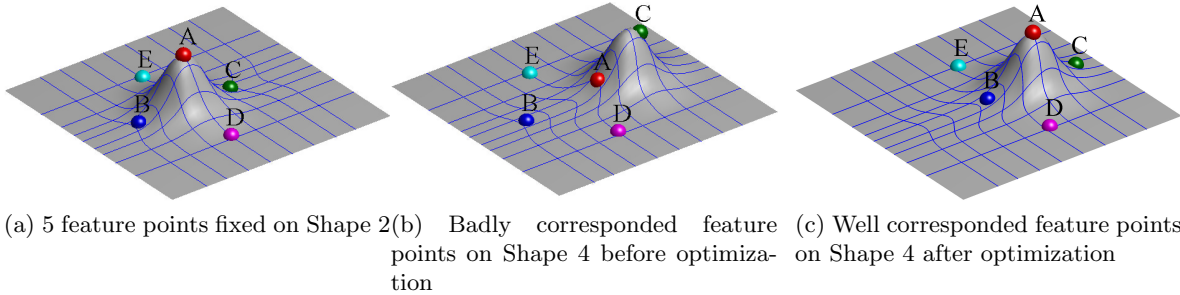 A
E
C
B
D
C
E
A
B
D
A
E
C
B
D
(a) 5 feature points fixed on Shape 2
(b) Badly corresponded feature
points on Shape 4 before optimiza-
tion
(c) Well corresponded feature points
on Shape 4 after optimization